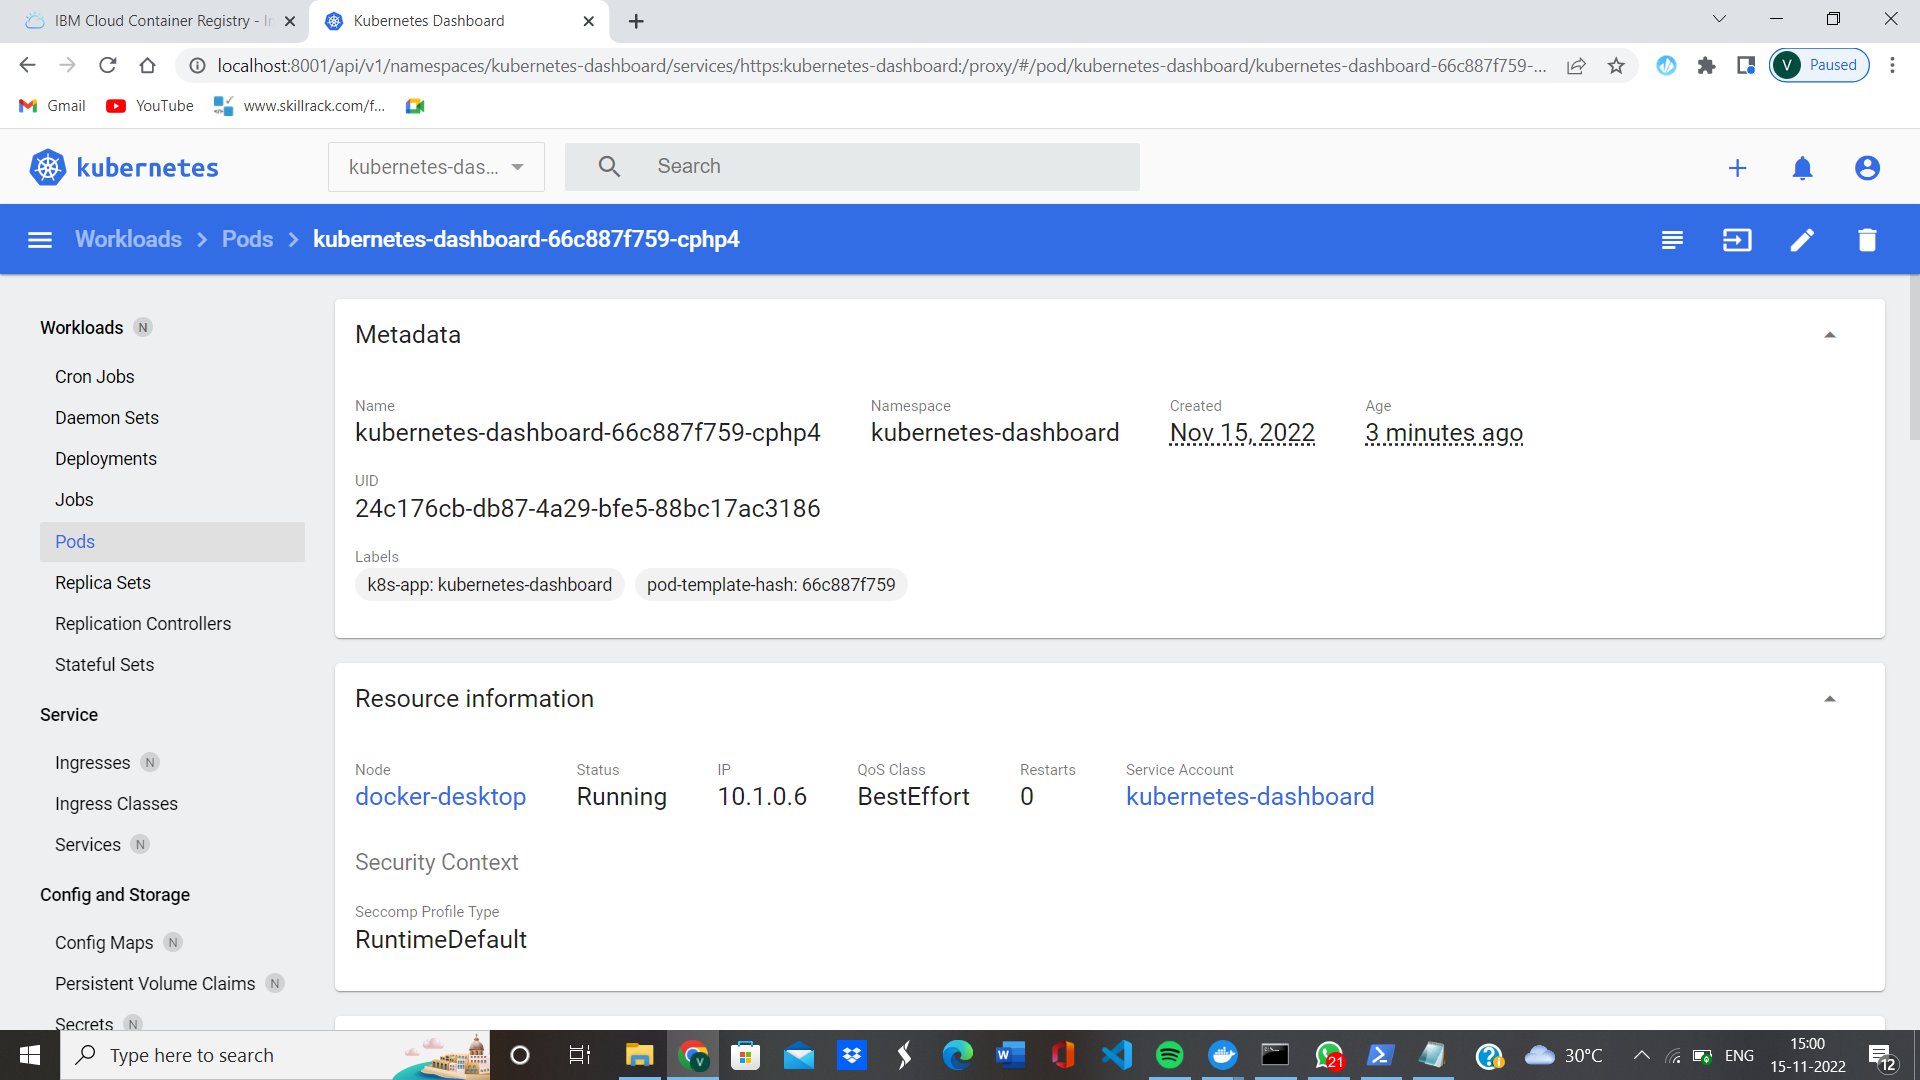 IBM Cloud Container Registry - In
Kubernetes Dashboard
localhost:8001/api/v1/namespaces/kubernetes-dashboard/services/https:kubernetes-dashboard:/proxy/#/pod/kubernetes-dashboard/kubernetes-dashboard-66c887f759-...
V Paused
Gmail YouTube www.skillrack.com/f...
kubernetes kubernetes-das... Search
Workloads Pods kubernetes-dashboard-66c887f759-cphp4
Workloads N
Cron Jobs
Daemon Sets
Deployments
Jobs
Pods
Replica Sets
Replication Controllers
Stateful Sets
Service
Ingresses N
Ingress Classes
Services N
Config and Storage
Config Maps N
Persistent Volume Claims N
Secrets N
Metadata
Name Namespace Created Age
kubernetes-dashboard-66c887f759-cphp4 kubernetes-dashboard Nov 15, 2022 3 minutes ago
UID
24c176cb-db87-4a29-bfe5-88bc17ac3186
Labels
k8s-app: kubernetes-dashboard pod-template-hash: 66c887f759
Resource information
Node Status IP QoS Class Restarts Service Account
docker-desktop Running 10.1.0.6 BestEffort 0 kubernetes-dashboard
Security Context
Seccomp Profile Type
RuntimeDefault
Type here to search
V
21
30°C
ENG
15:00
15-11-2022
12